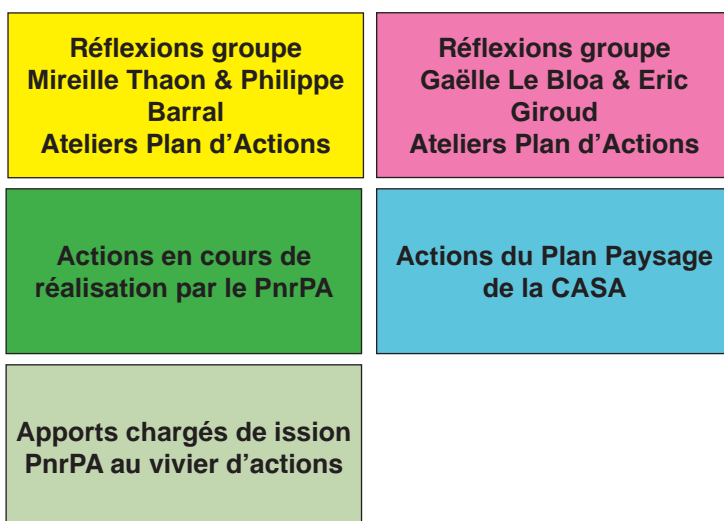 Réflexions groupe
Mireille Thaon & Philippe
Barral
Ateliers Plan d’Actions
Réflexions groupe
Gaëlle Le Bloa & Eric
Giroud
Ateliers Plan d’Actions
Actions en cours de
réalisation par le PnrPA
Actions du Plan Paysage
de la CASA
Apports chargés de ission
PnrPA au vivier d’actions